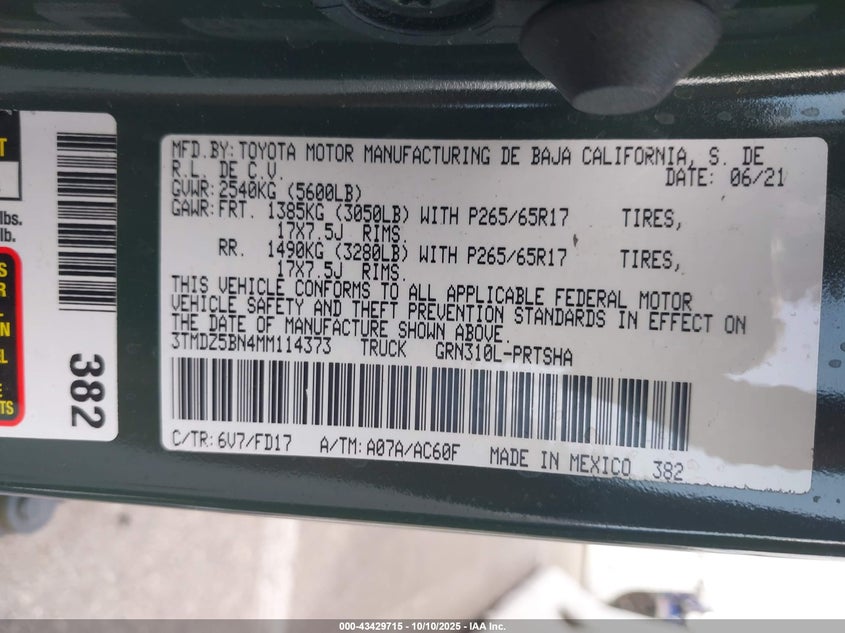 MFD.BY: TOYOTA MOTOR MANUFACTURING DE BAJA CALIFORNIA, S. DE
R.L. DE C.V. DATE: 06/21
GVWR: 2540KG (5600LB)
GAWR: FRT. 1385KG (3050LB) WITH P265/65R17 TIRES,
17X7.5J RIMS.
RR. 1490KG (3280LB) WITH P265/65R17 TIRES,
17X7.5J RIMS.
THIS VEHICLE CONFORMS TO ALL APPLICABLE FEDERAL MOTOR
VEHICLE SAFETY AND THEFT PREVENTION STANDARDS IN EFFECT ON
THE DATE OF MANUFACTURE SHOWN ABOVE.
3TMDZ5BN4MM114373 TRUCK GRN310L-PRTSHA
C/TR: 6V7/FD17 A/TM: A07A/AC60F MADE IN MEXICO 382
lbs.
lb.
382
000-43429715 - 10/10/2025 - IAA Inc.